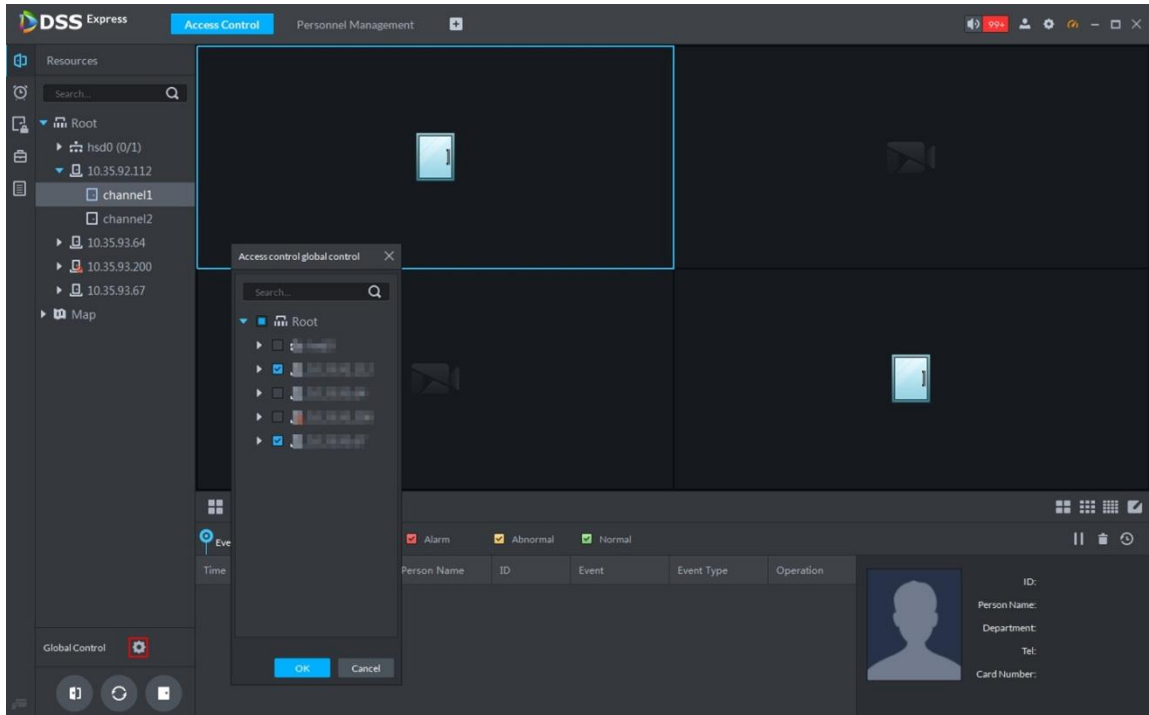 DSS Express
Access Control
Personnel Management
99+
Resources
Search...
Root
hsd0 (0/1)
10.35.92.112
channel1
channel2
10.35.93.64
10.35.93.200
10.35.93.67
Map
Access control global control
Search...
Root
OK
Cancel
Eve
Alarm
Abnormal
Normal
Time
Person Name
ID
Event
Event Type
Operation
ID:
Person Name:
Department:
Tel:
Card Number:
Global Control